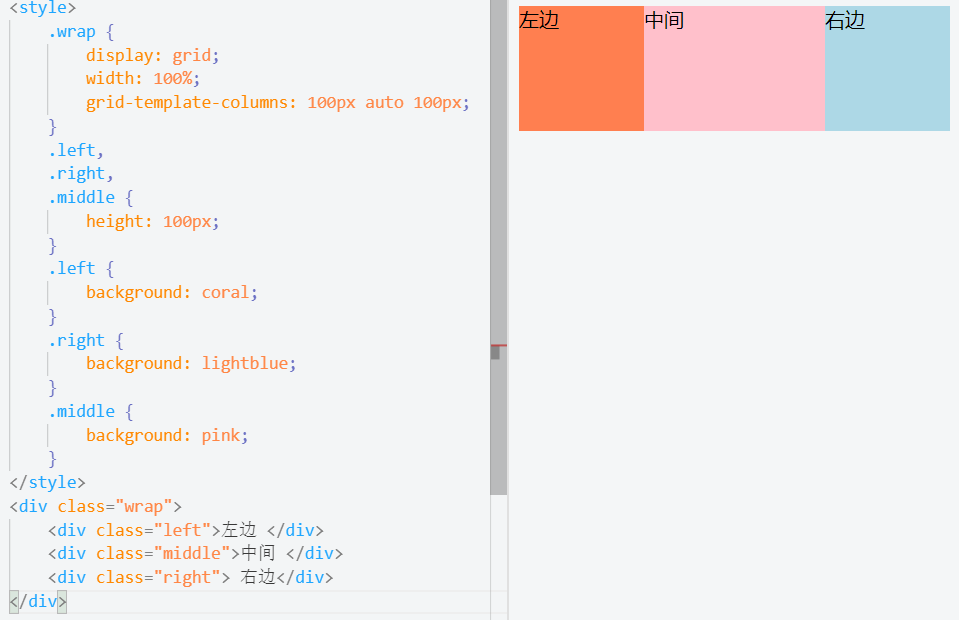 <style>
    .wrap {
        display: grid;
        width: 100%;
        grid-template-columns: 100px auto 100px;
    }
    .left,
    .right,
    .middle {
        height: 100px;
    }
    .left {
        background: coral;
    }
    .right {
        background: lightblue;
    }
    .middle {
        background: pink;
    }
</style>
<div class="wrap">
    <div class="left">左边 </div>
    <div class="middle">中间 </div>
    <div class="right"> 右边</div>
</div>
左边 中间 右边